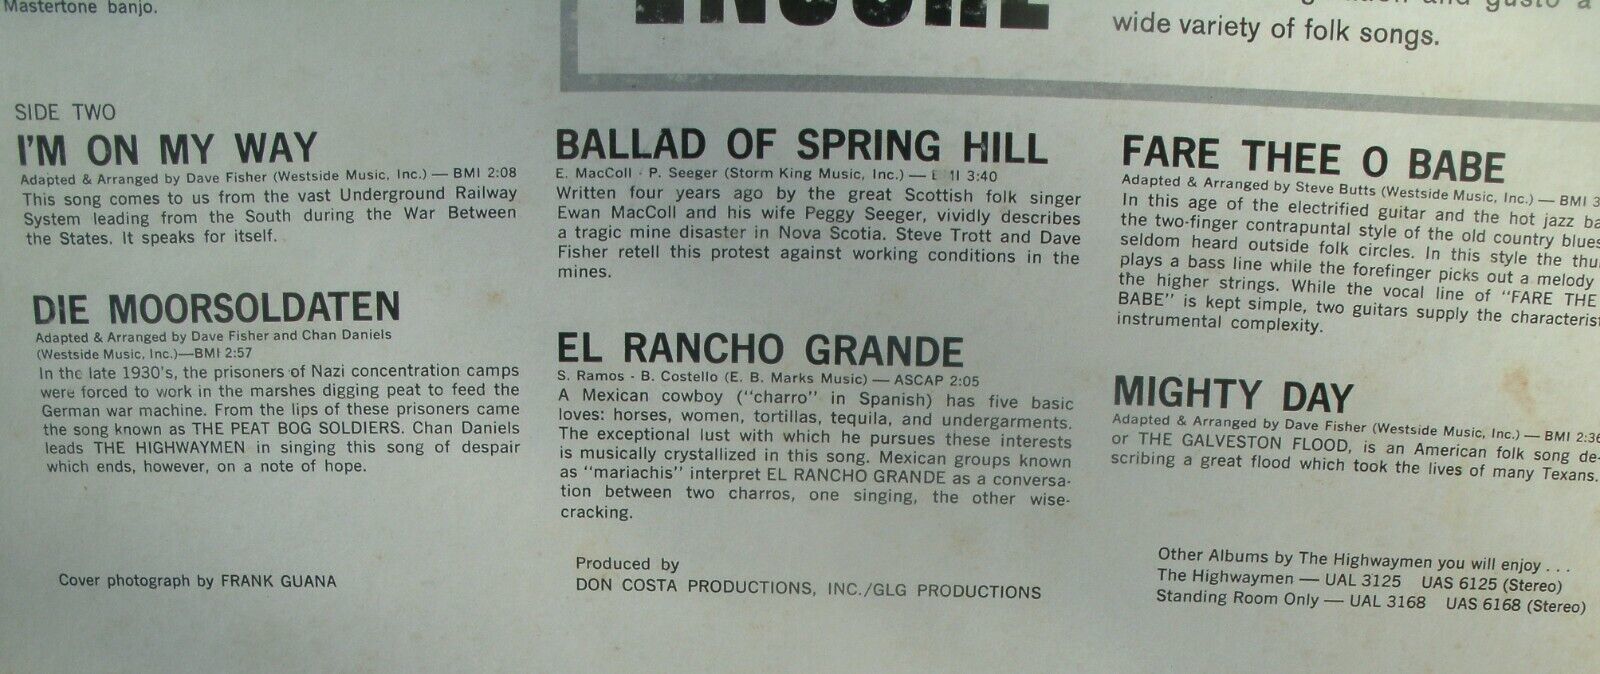 Mastertone banjo.
ENCORE
wide variety of folk songs.
SIDE TWO
I'M ON MY WAY
Adapted & Arranged by Dave Fisher (Westside Music, Inc.) — BMI 2:08
This song comes to us from the vast Underground Railway
System leading from the South during the War Between
the States. It speaks for itself.
DIE MOORSOLDATEN
Adapted & Arranged by Dave Fisher and Chan Daniels
(Westside Music, Inc.)—BMI 2:57
In the late 1930's, the prisoners of Nazi concentration camps
were forced to work in the marshes digging peat to feed the
German war machine. From the lips of these prisoners came
the song known as THE PEAT BOG SOLDIERS. Chan Daniels
leads THE HIGHWAYMEN in singing this song of despair
which ends, however, on a note of hope.
Cover photograph by FRANK GUANA
BALLAD OF SPRING HILL
E. MacColl - P. Seeger (Storm King Music, Inc.) — 3:40
Written four years ago by the great Scottish folk singer
Ewan MacColl and his wife Peggy Seeger, vividly describes
a tragic mine disaster in Nova Scotia. Steve Trott and Dave
Fisher retell this protest against working conditions in the
mines.
EL RANCHO GRANDE
S. Ramos - B. Costello (E. B. Marks Music) — ASCAP 2:05
A Mexican cowboy ("charro" in Spanish) has five basic
loves: horses, women, tortillas, tequila, and undergarments.
The exceptional lust with which he pursues these interests
is musically crystallized in this song. Mexican groups known
as "mariachis" interpret EL RANCHO GRANDE as a conversa-
tion between two charros, one singing, the other wise-
cracking.
Produced by
DON COSTA PRODUCTIONS, INC./GLG PRODUCTIONS
FARE THEE O BABE
Adapted & Arranged by Steve Butts (Westside Music, Inc.) — BMI 3
In this age of the electrified guitar and the hot jazz
the two-finger contrapuntal style of the old country blues
seldom heard outside folk circles. In this style the
plays a bass line while the forefinger picks out a melody
the higher strings. While the vocal line of "FARE THE
BABE" is kept simple, two guitars supply the
instrumental complexity.
MIGHTY DAY
Adapted & Arranged by Dave Fisher (Westside Music, Inc.) — BMI 2:36
or THE GALVESTON FLOOD, is an American folk song de-
scribing a great flood which took the lives of many Texans.
Other Albums by The Highwaymen you will enjoy . . .
The Highwaymen — UAL 3125 UAS 6125 (Stereo)
Standing Room Only — UAL 3168 UAS 6168 (Stereo)